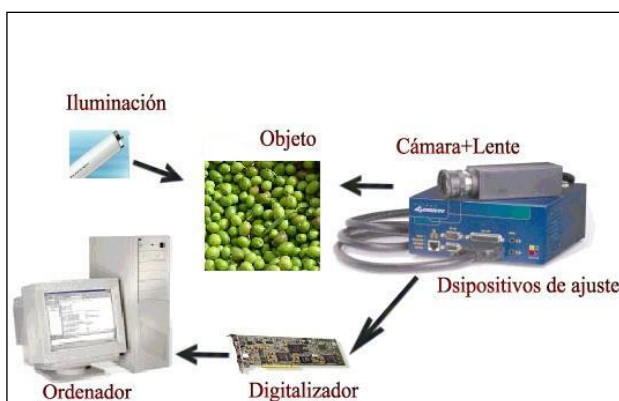 Iluminación
Objeto
Cámara+Lente
Dsipositivos de ajuste
Digitalizador
Ordenador